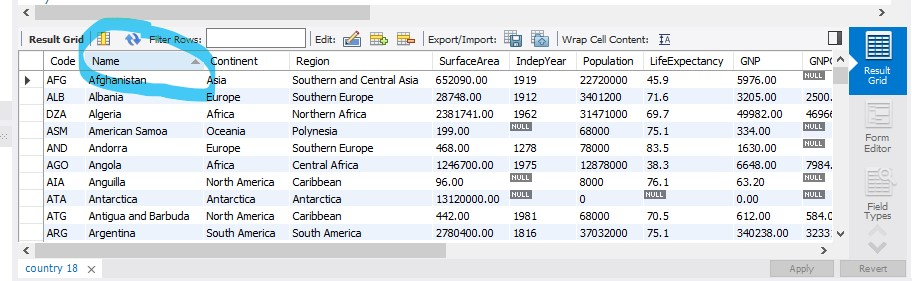 Result Grid Filter Rows: Edit: Export/Import: Wrap Cell Content: IA
Code Name Continent Region SurfaceArea IndepYear Population LifeExpectancy GNP GNPO
AFG Afghanistan Asia Southern and Central Asia 652090.00 1919 22720000 45.9 5976.00 NULL
ALB Albania Europe Southern Europe 28748.00 1912 3401200 71.6 3205.00 2500.
DZA Algeria Africa Northern Africa 2381741.00 1962 31471000 69.7 49982.00 46966
ASM American Samoa Oceania Polynesia 199.00 NULL 68000 75.1 334.00 NULL
AND Andorra Europe Southern Europe 468.00 1278 78000 83.5 1630.00 NULL
AGO Angola Africa Central Africa 1246700.00 1975 12878000 38.3 6648.00 7984.
AIA Anguilla North America Caribbean 96.00 NULL 8000 76.1 63.20 NULL
ATA Antarctica Antarctica Antarctica 13120000.00 NULL 0 NULL 0.00 NULL
ATG Antigua and Barbuda North America Caribbean 442.00 1981 68000 70.5 612.00 584.0
ARG Argentina South America South America 2780400.00 1816 37032000 75.1 340238.00 3233
Result
Grid
Form
Editor
Field
Types
country 18 Apply Revert